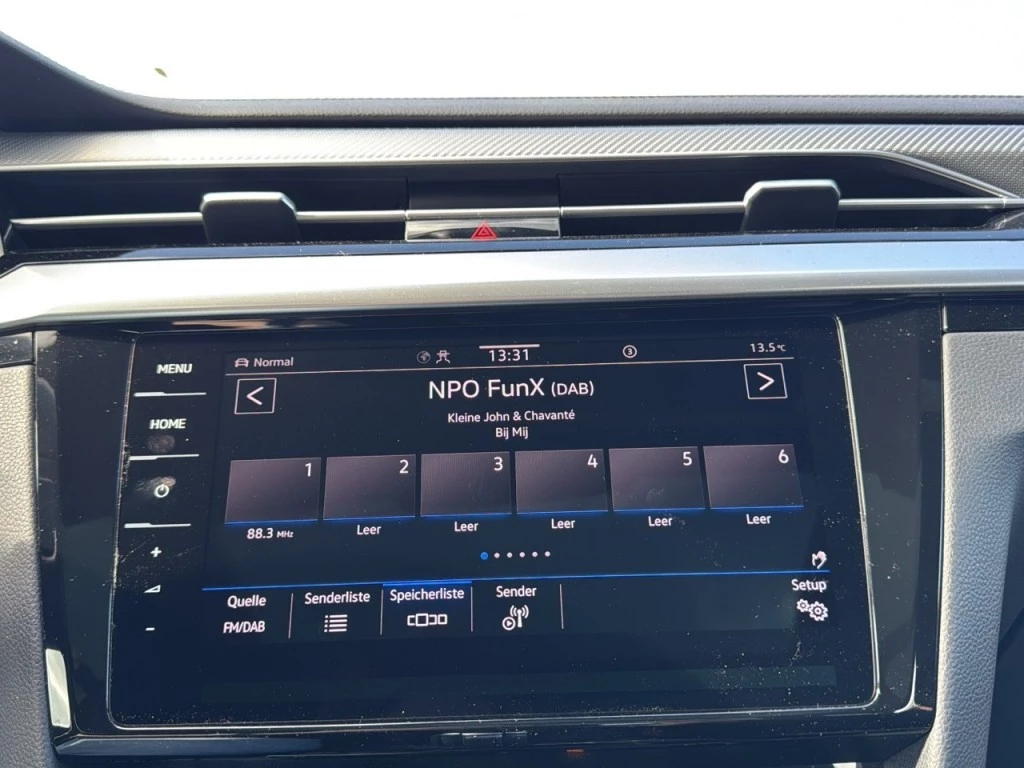 MENU
HOME
+
-
Normal
13:31
3
13.5°C
<
NPO FunX (DAB)
>
Kleine John & Chavanté
Bij Mij
1
2
3
4
5
6
88.3 MHz
Leer
Leer
Leer
Leer
Leer
Quelle
FM/DAB
Senderliste
Speicherliste
Sender
Setup